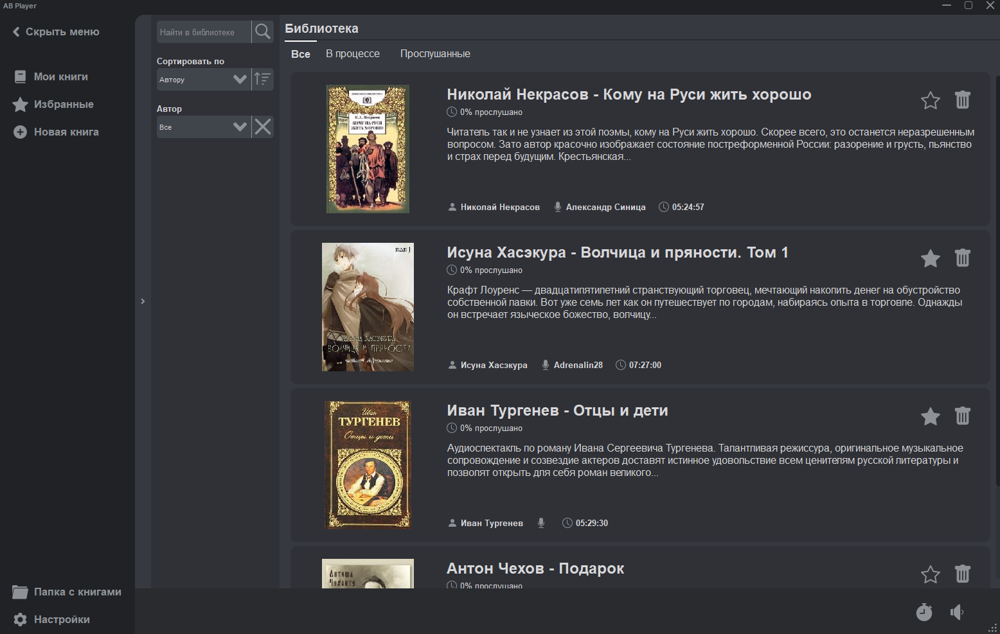 AB Player
Скрыть меню
Мои книги
Избранные
Новая книга
Папка с книгами
Настройки
Найти в библиотеке
Сортировать по
Автору
Автор
Все
Библиотека
Все
В процессе
Прослушанные
Н.А. Некрасов
КОМУ НА РУСИ
ЖИТЬ ХОРОШО
Николай Некрасов - Кому на Руси жить хорошо
0% прослушано
Читатель так и не узнает из этой поэмы, кому на Руси жить хорошо. Скорее всего, это останется неразрешенным
вопросом. Зато автор красочно изображает состояние постреформенной России: разорение и грусть, пьянство
и страх перед будущим. Крестьянская...
Николай Некрасов
Александр Синица
05:24:57
том 1
ИСУНА ХАСЭКУРА
ВОЛЧИЦА И ПРЯНОСТИ
читает Адреналин
Исуна Хасэкура - Волчица и пряности. Том 1
0% прослушано
Крафт Лоуренс — двадцатипятилетний странствующий торговец, мечтающий накопить денег на обустройство
собственной лавки. Вот уже семь лет как он путешествует по городам, набираясь опыта в торговле. Однажды
он встречает языческое божество, волчицу...
Исуна Хасэкура
Adrenalin28
07:27:00
Иван
ТУРГЕНЕВ
Отцы и дети
Иван Тургенев - Отцы и дети
0% прослушано
Аудиоспектакль по роману Ивана Сергеевича Тургенева. Талантливая режиссура, оригинальное музыкальное
сопровождение и созвездие актеров доставят истинное удовольствие всем ценителям русской литературы и
позволят открыть для себя роман великого...
Иван Тургенев
05:29:30
Антоша
Чехонте
Антон Чехов - Подарок
0% прослушано